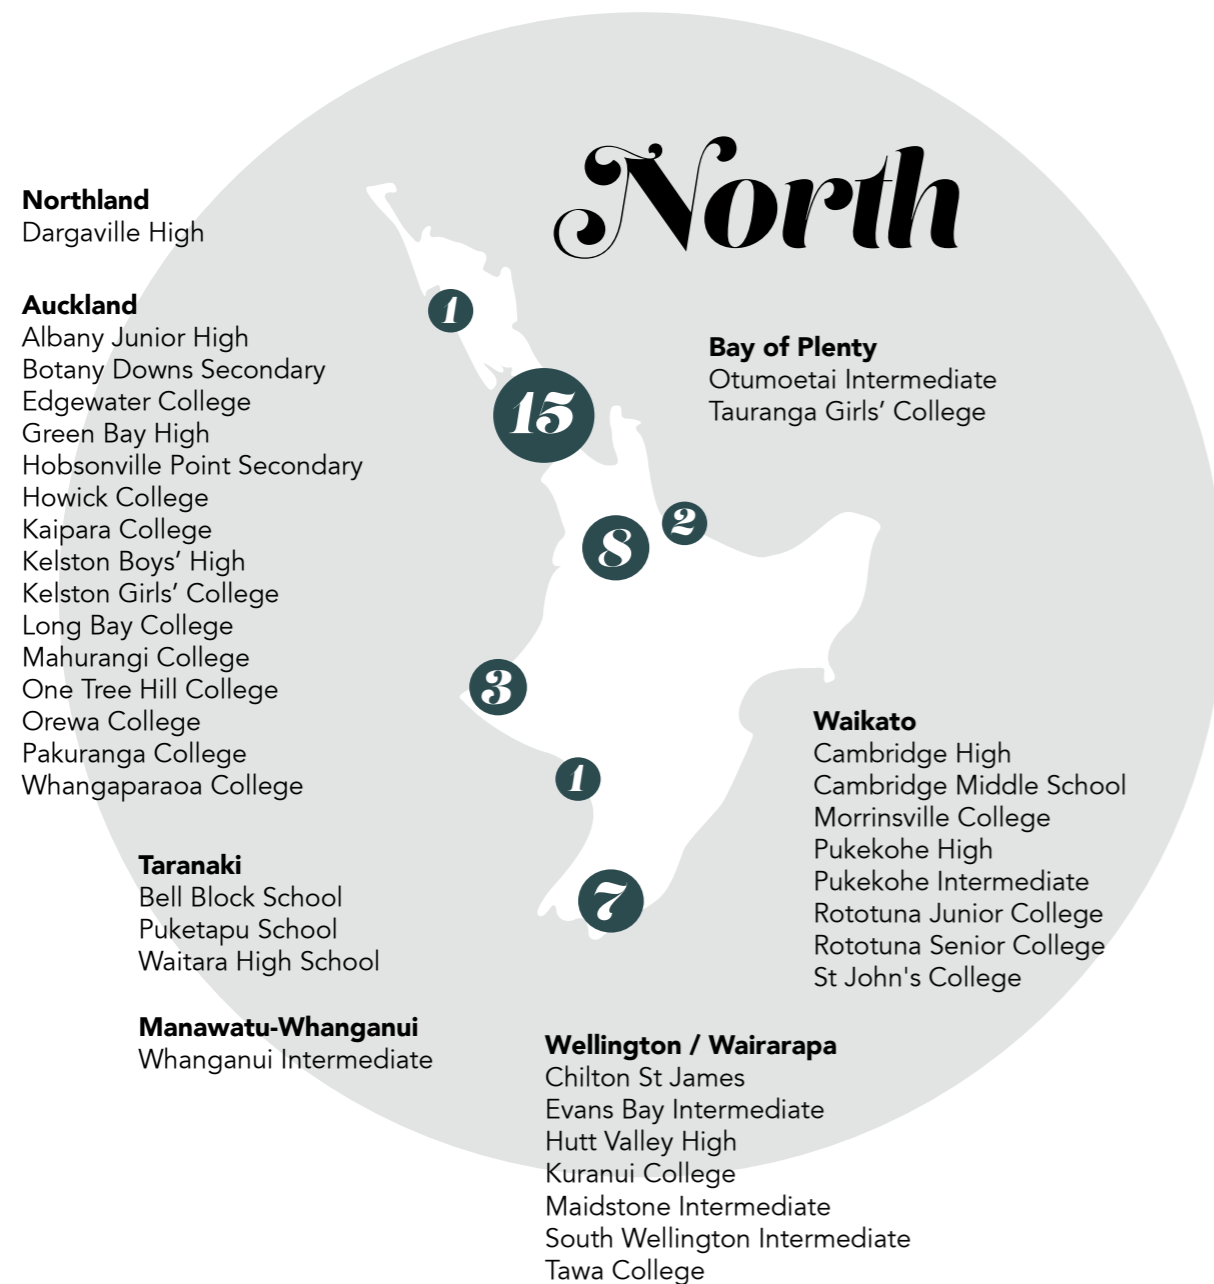 North
Northland
Dargaville High
Auckland
Albany Junior High
Botany Downs Secondary
Edgewater College
Green Bay High
Hobsonville Point Secondary
Howick College
Kaipara College
Kelston Boys’ High
Kelston Girls’ College
Long Bay College
Mahurangi College
One Tree Hill College
Orewa College
Pakuranga College
Whangaparaoa College
1
15
8
2
3
1
7
Bay of Plenty
Otumoetai Intermediate
Tauranga Girls’ College
Waikato
Cambridge High
Cambridge Middle School
Morrinsville College
Pukekohe High
Pukekohe Intermediate
Rototuna Junior College
Rototuna Senior College
St John's College
Taranaki
Bell Block School
Puketapu School
Waitara High School
Manawatu-Whanganui
Whanganui Intermediate
Wellington / Wairarapa
Chilton St James
Evans Bay Intermediate
Hutt Valley High
Kuranui College
Maidstone Intermediate
South Wellington Intermediate
Tawa College